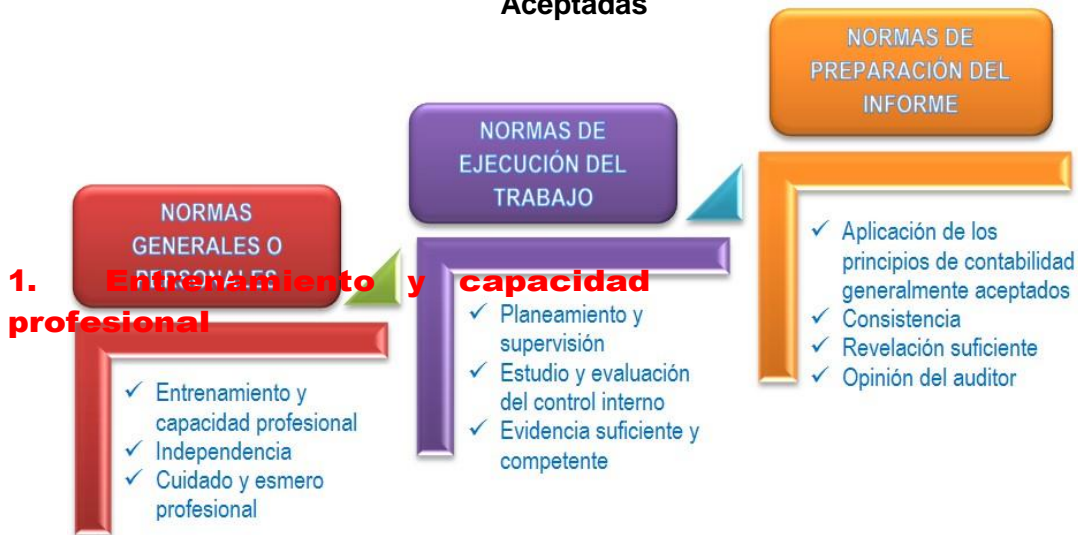 Aceptadas
NORMAS
GENERALES O
PERSONALES
1. Entrenamiento y capacidad
profesional
✓ Entrenamiento y
capacidad profesional
✓ Independencia
✓ Cuidado y esmero
profesional
NORMAS DE
EJECUCIÓN DEL
TRABAJO
✓ Planeamiento y
supervisión
✓ Estudio y evaluación
del control interno
✓ Evidencia suficiente y
competente
NORMAS DE
PREPARACIÓN DEL
INFORME
✓ Aplicación de los
principios de contabilidad
generalmente aceptados
✓ Consistencia
✓ Revelación suficiente
✓ Opinión del auditor